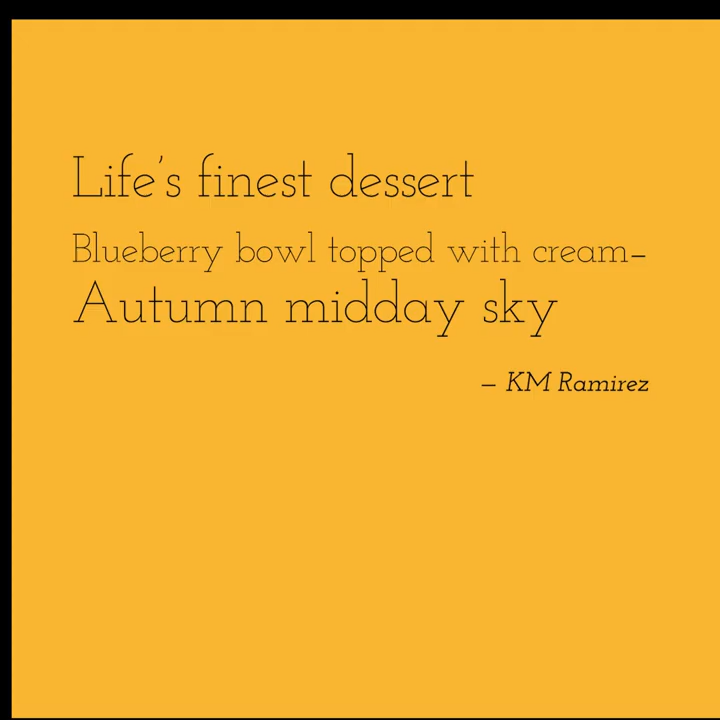 Life's finest dessert
Blueberry bowl topped with cream–
Autumn midday sky
– KM Ramirez